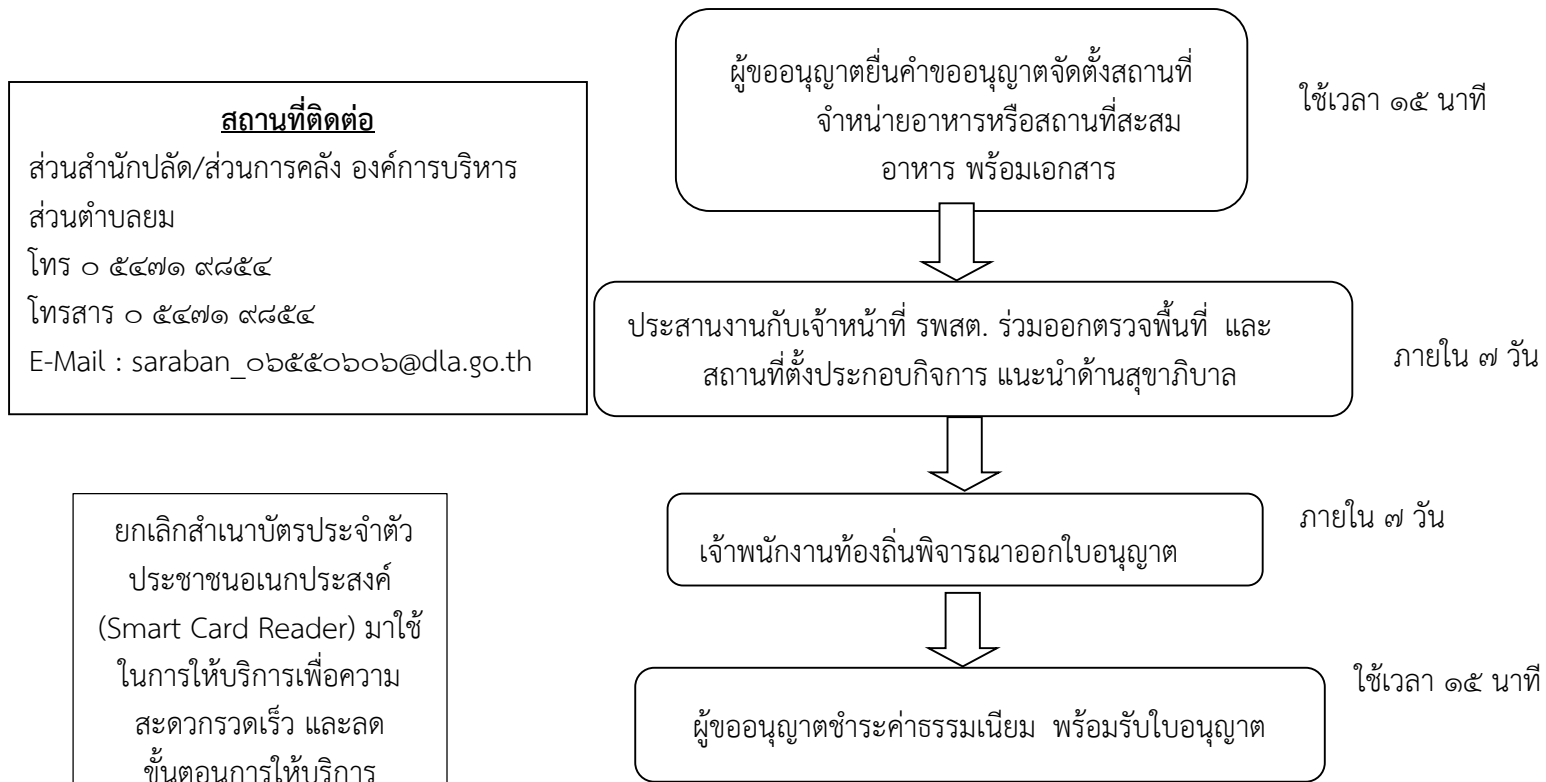 ผู้ขออนุญาตยื่นคำขออนุญาตจัดตั้งสถานที่
จำหน่ายอาหารหรือสถานที่สะสม
อาหาร พร้อมเอกสาร
ใช้เวลา ๑๕ นาที
สถานที่ติดต่อ
ส่วนสำนักปลัด/ส่วนการคลัง องค์การบริหาร
ส่วนตำบลยม
โทร ๐ ๕๔๗๑ ๙๘๕๔
โทรสาร ๐ ๕๔๗๑ ๙๘๕๔
E-Mail : saraban_๐๖๕๕๐๖๐๖@dla.go.th
ประสานงานกับเจ้าหน้าที่ รพสต. ร่วมออกตรวจพื้นที่ และ
สถานที่ตั้งประกอบกิจการ แนะนำด้านสุขาภิบาล
ภายใน ๗ วัน
เจ้าพนักงานท้องถิ่นพิจารณาออกใบอนุญาต
ภายใน ๗ วัน
ผู้ขออนุญาตชำระค่าธรรมเนียม พร้อมรับใบอนุญาต
ใช้เวลา ๑๕ นาที
ยกเลิกสำเนาบัตรประจำตัว
ประชาชนอเนกประสงค์
(Smart Card Reader) มาใช้
ในการให้บริการเพื่อความ
สะดวกรวดเร็ว และลด
ขั้นตอนการให้บริการ